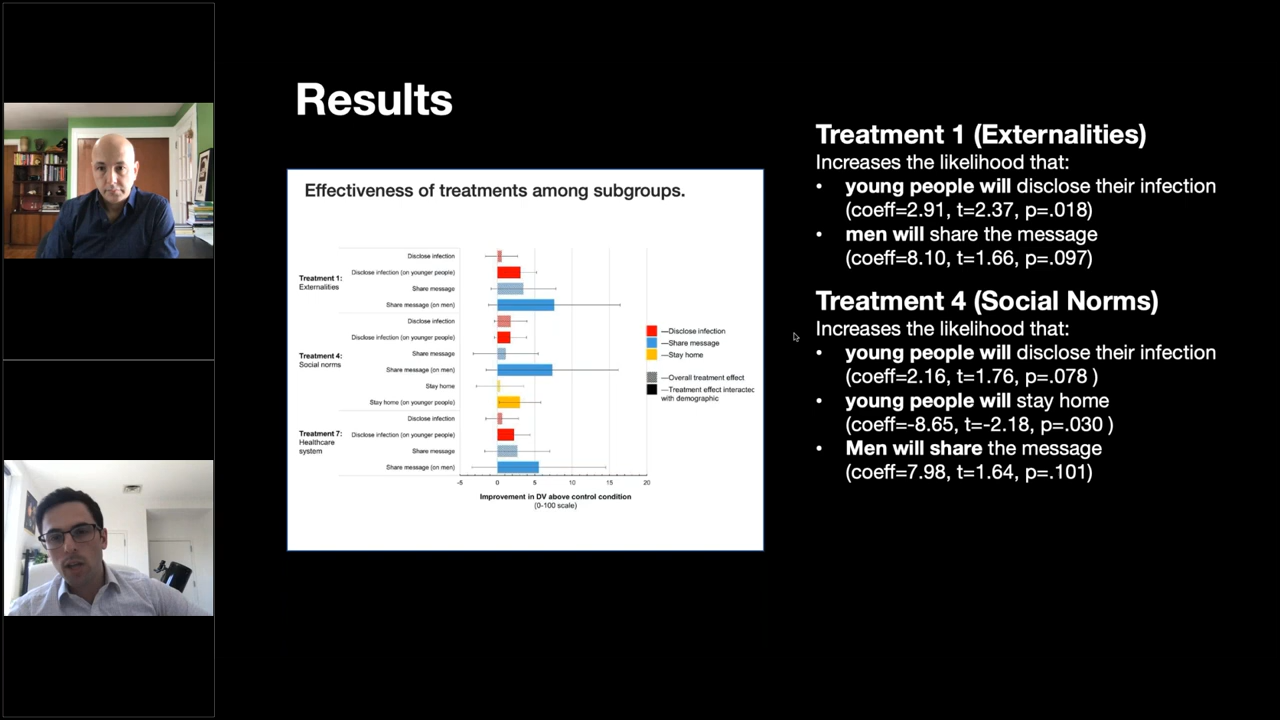 Results
Effectiveness of treatments among subgroups.
Treatment 1:
Externalities
Disclose infection
Disclose infection (on younger people)
Share message
Share message (on men)
Treatment 4:
Social norms
Disclose infection
Disclose infection (on younger people)
Share message
Share message (on men)
Stay home
Stay home (on younger people)
Treatment 7:
Healthcare
system
Disclose infection
Disclose infection (on younger people)
Share message
Share message (on men)
-5 0 5 10 15 20
Improvement in DV above control condition
(0-100 scale)
—Disclose infection
—Share message
—Stay home
—Overall treatment effect
—Treatment effect interacted
with demographic
Treatment 1 (Externalities)
Increases the likelihood that:
• young people will disclose their infection
(coeff=2.91, t=2.37, p=.018)
• men will share the message
(coeff=8.10, t=1.66, p=.097)
Treatment 4 (Social Norms)
Increases the likelihood that:
• young people will disclose their infection
(coeff=2.16, t=1.76, p=.078 )
• young people will stay home
(coeff=-8.65, t=-2.18, p=.030 )
• Men will share the message
(coeff=7.98, t=1.64, p=.101)